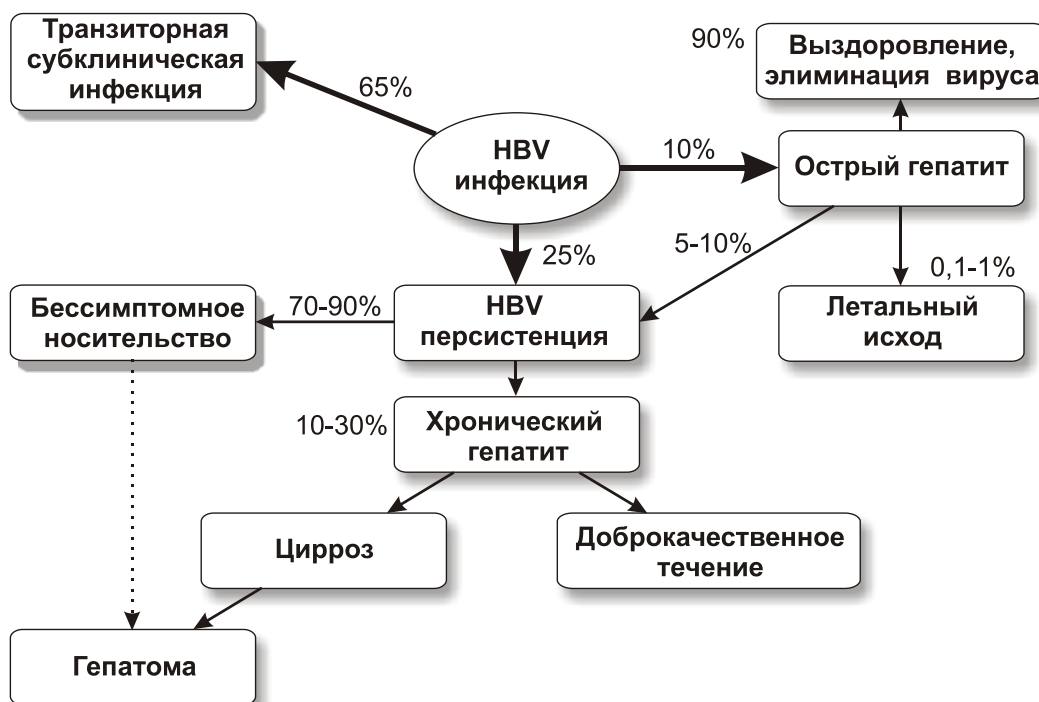 Транзиторная
субклиническая
инфекция
65%
HBV
инфекция
10%
90%
Выздоровление,
элиминация вируса
Острый гепатит
5-10%
0,1-1%
Летальный
исход
25%
HBV
персистенция
70-90%
Бессимптомное
носительство
10-30%
Хронический
гепатит
Цирроз
Доброкачественное
течение
Гепатома